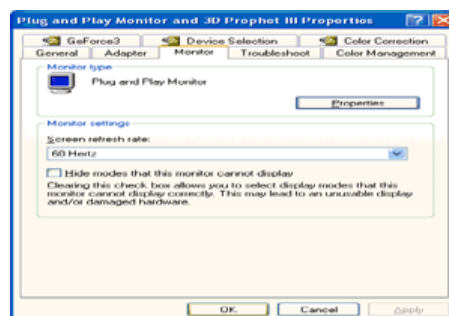 Plug and Play Monitor and 3D Prophet III Properties
GeForce3 Device Selection Color Correction
General Adapter Monitor Troubleshoot Color Management
Monitor type
Plug and Play Monitor
Properties
Monitor settings
Screen refresh rate:
60 Hertz
Hide modes that this monitor cannot display
Clearing this check box allows you to select display modes that this
monitor cannot display correctly. This may lead to an unusable display
and/or damaged hardware.
OK Cancel Apply